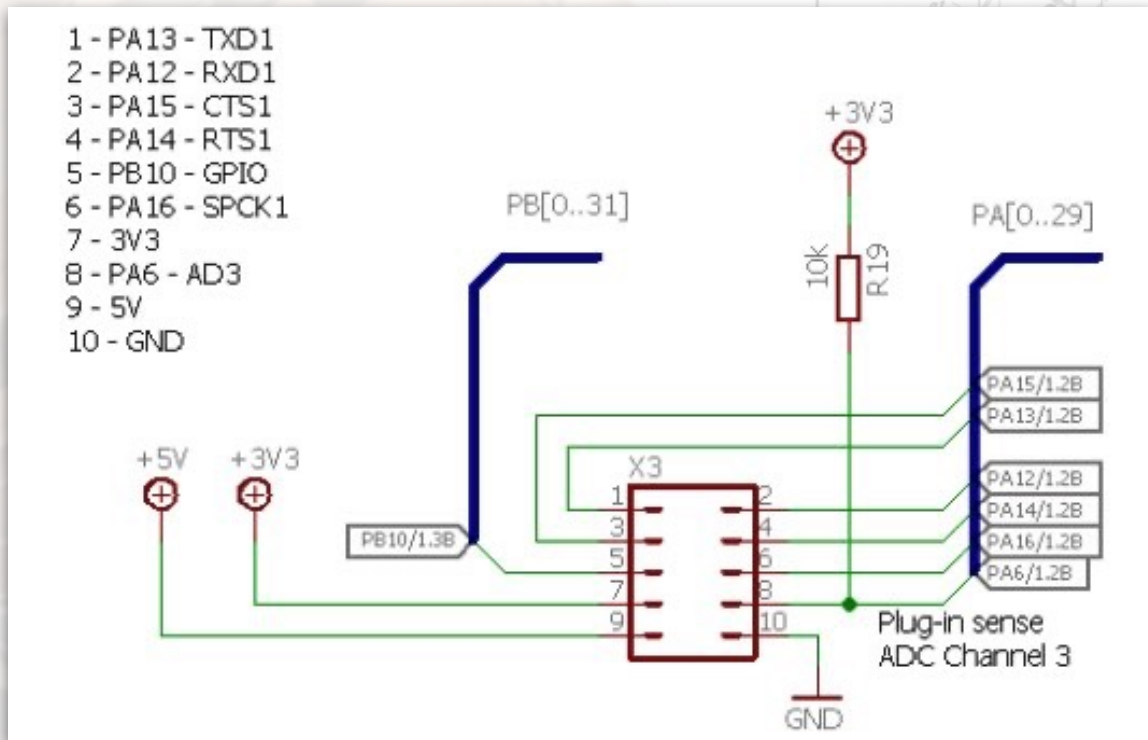 1 - PA13 - TXD1
2 - PA12 - RXD1
3 - PA15 - CTS1
4 - PA14 - RTS1
5 - PB10 - GPIO
6 - PA16 - SPCK1
7 - 3V3
8 - PA6 - AD3
9 - 5V
10 - GND
+3V3
PB[0..31]
PA[0..29]
10k
R19
PA15/1.2B
PA13/1.2B
+5V
+3V3
X3
1
2
PA12/1.2B
3
4
PA14/1.2B
PB10/1.3B
5
6
PA16/1.2B
7
8
PA6/1.2B
9
10
Plug-in sense
ADC Channel 3
GND